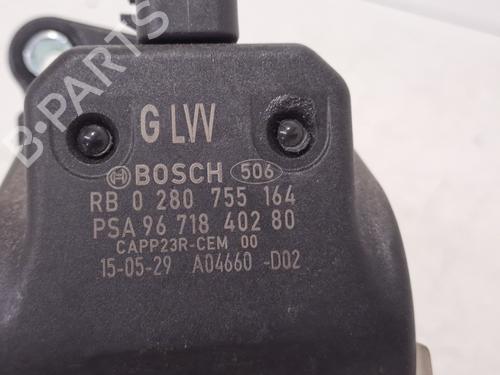 B-PARTS
G LW
BOSCH 506
RB 0 280 755 164
PSA 96 718 402 80
CAPP23R-CEM 00
15-05-29 A04660 -D02